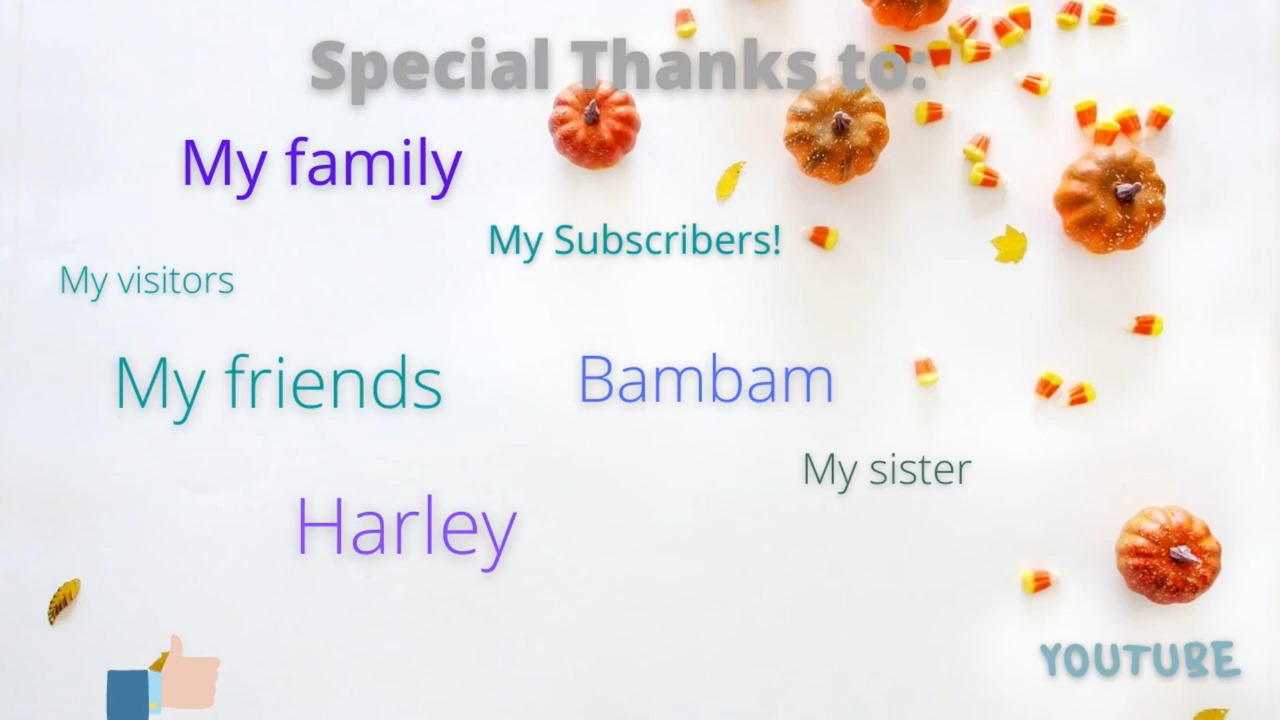 Special Thanks to:
My family
My Subscribers!
My visitors
My friends
Bambam
My sister
Harley
YOUTUBE